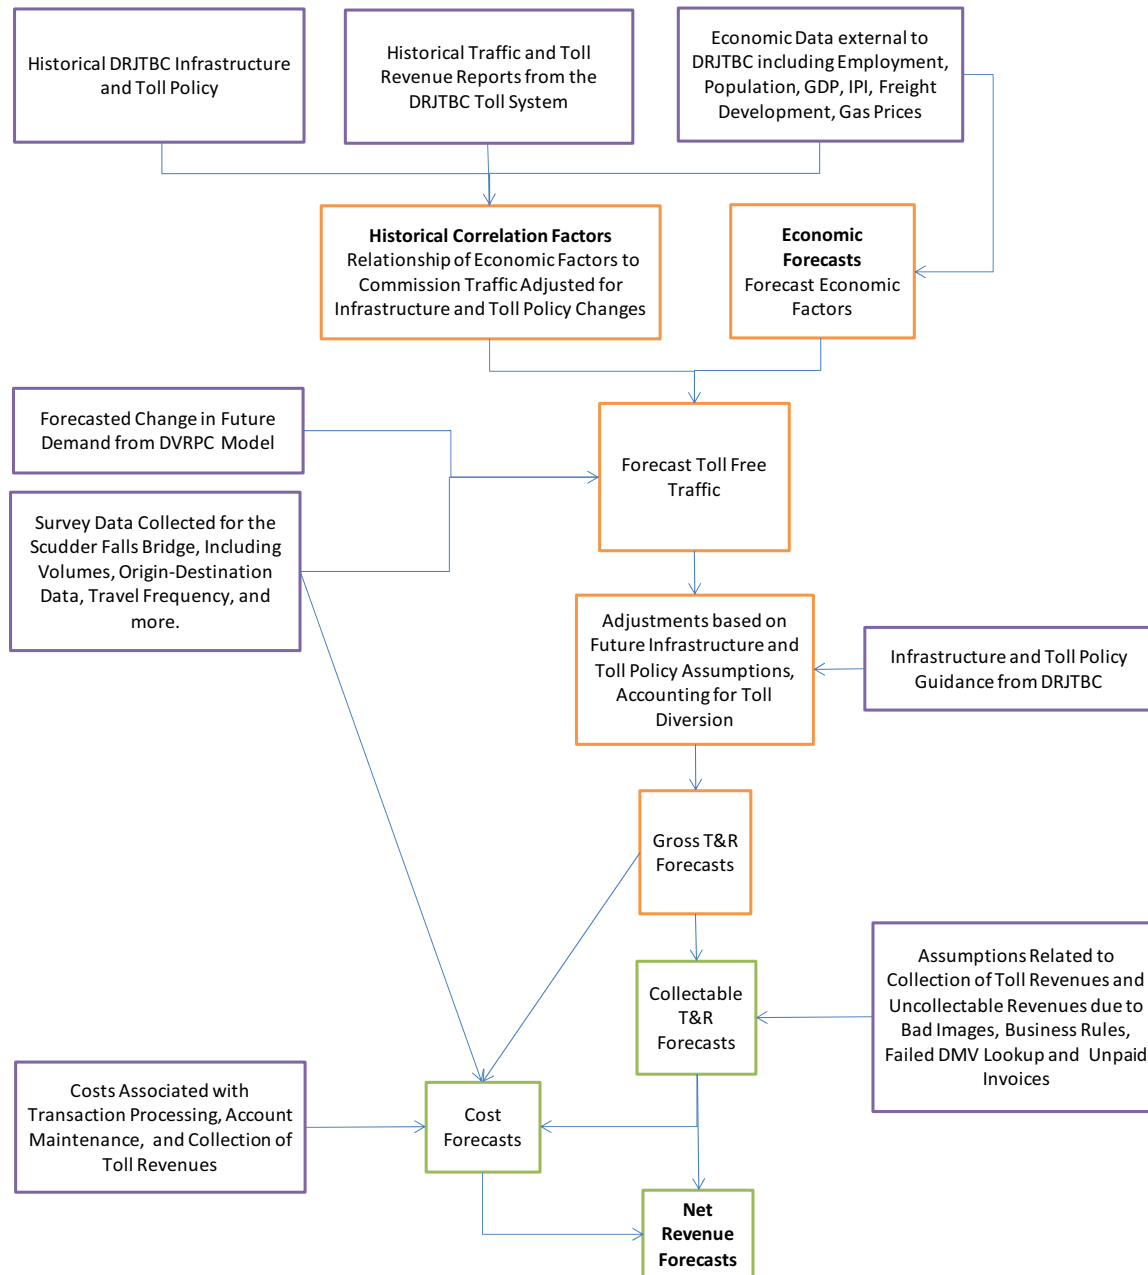 Historical DRJTBC Infrastructure
and Toll Policy
Historical Traffic and Toll
Revenue Reports from the
DRJTBC Toll System
Economic Data external to
DRJTBC including Employment,
Population, GDP, IPI, Freight
Development, Gas Prices
Historical Correlation Factors
Relationship of Economic Factors to
Commission Traffic Adjusted for
Infrastructure and Toll Policy Changes
Economic
Forecasts
Forecast Economic
Factors
Forecasted Change in Future
Demand from DVRPC Model
Forecast Toll Free
Traffic
Survey Data Collected for the
Scudder Falls Bridge, Including
Volumes, Origin-Destination
Data, Travel Frequency, and
more.
Adjustments based on
Future Infrastructure and
Toll Policy Assumptions,
Accounting for Toll
Diversion
Infrastructure and Toll Policy
Guidance from DRJTBC
Gross T&R
Forecasts
Collectable
T&R
Forecasts
Assumptions Related to
Collection of Toll Revenues and
Uncollectable Revenues due to
Bad Images, Business Rules,
Failed DMV Lookup and Unpaid
Invoices
Costs Associated with
Transaction Processing, Account
Maintenance, and Collection of
Toll Revenues
Cost
Forecasts
Net
Revenue
Forecasts